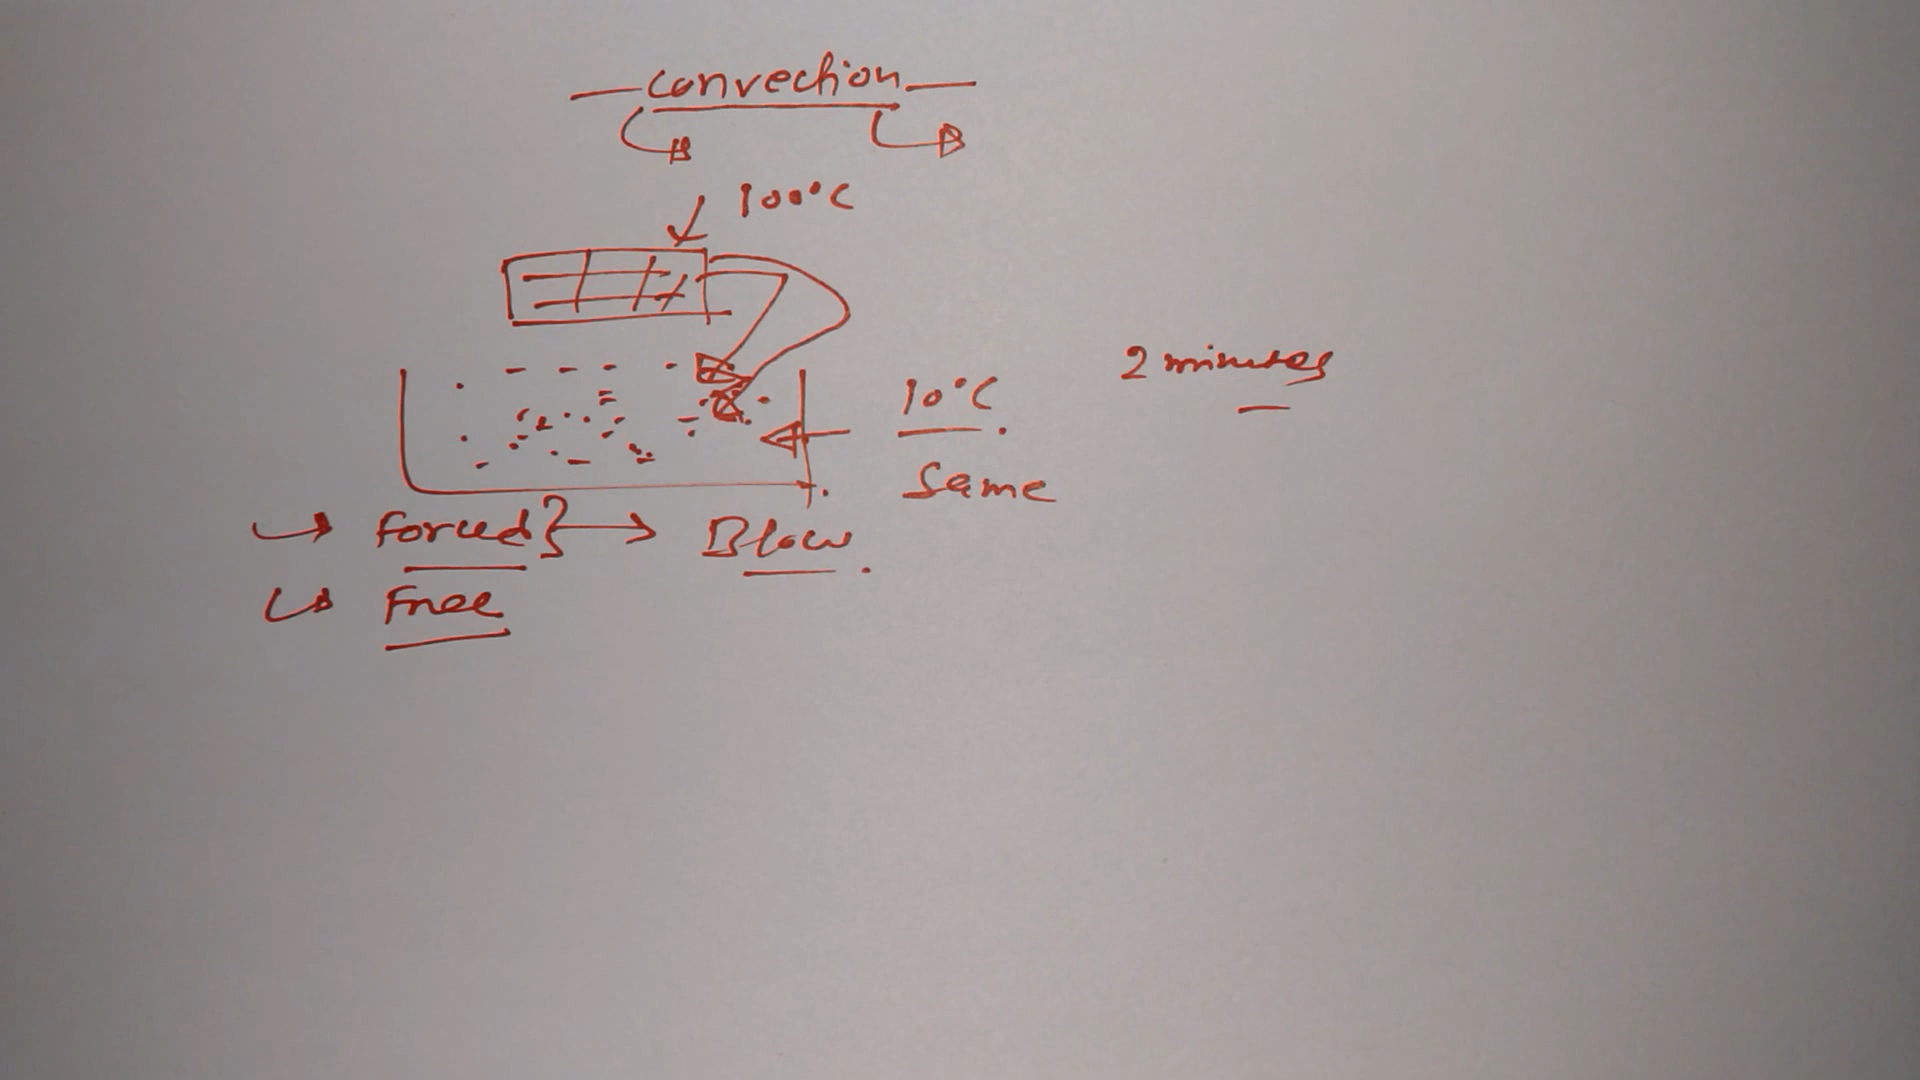 convection
100°C
2 minutes
10°C.
Same
Forced} → Blow.
Free